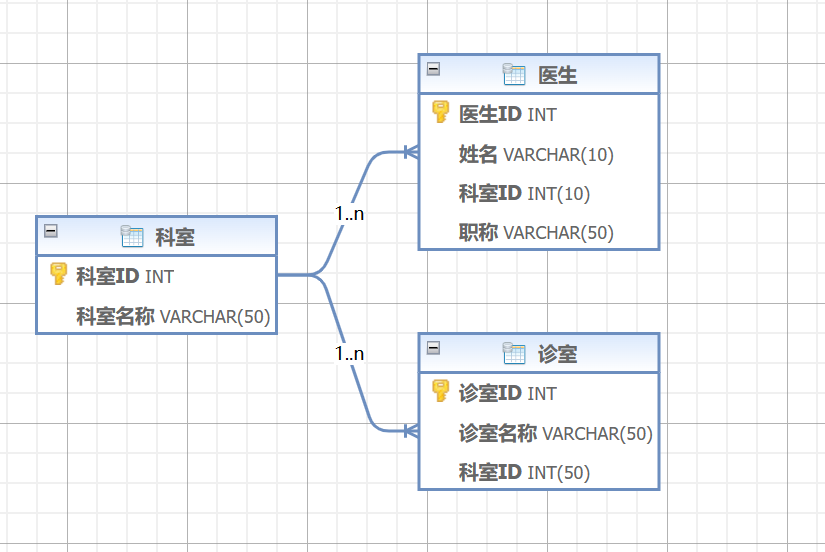 科室
科室ID INT
科室名称 VARCHAR(50)
1..n
1..n
医生
医生ID INT
姓名 VARCHAR(10)
科室ID INT(10)
职称 VARCHAR(50)
诊室
诊室ID INT
诊室名称 VARCHAR(50)
科室ID INT(50)